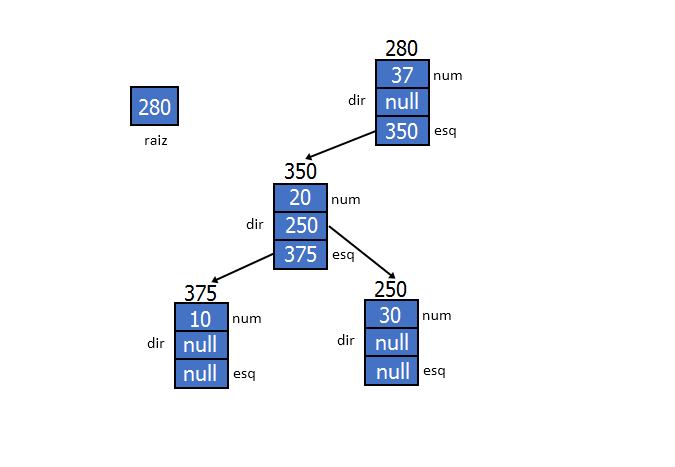 280
37 num
dir null
350 esq
280
raiz
350
20 num
dir 250
375 esq
375
10 num
dir null
null esq
250
30 num
dir null
null esq